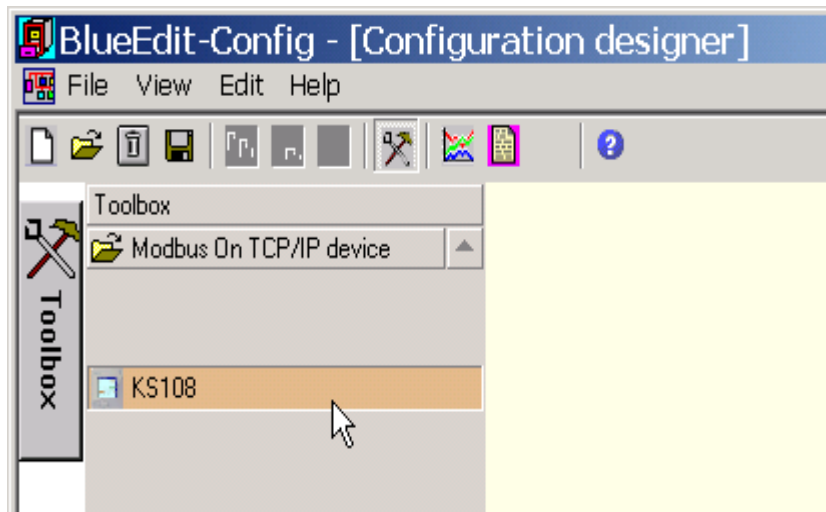 BlueEdit-Config - [Configuration designer]
File View Edit Help
Toolbox
Modbus On TCP/IP device
Toolbox
KS108